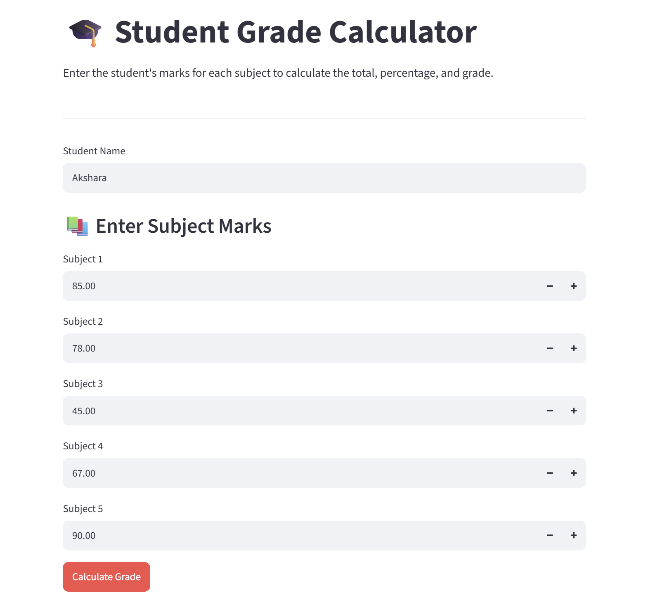 Student Grade Calculator
Enter the student's marks for each subject to calculate the total, percentage, and grade.
Student Name
Akshara
Enter Subject Marks
Subject 1
85.00 − +
Subject 2
78.00 − +
Subject 3
45.00 − +
Subject 4
67.00 − +
Subject 5
90.00 − +
Calculate Grade